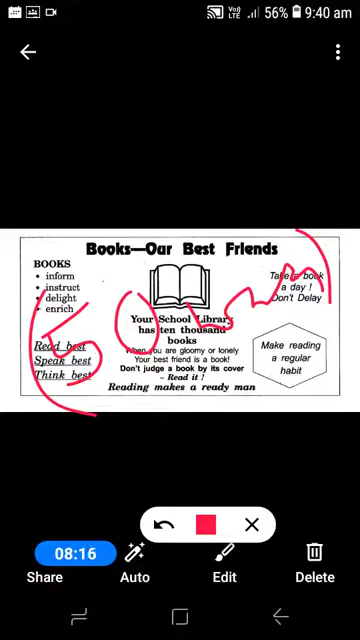 56% 9:40 am
Books—Our Best Friends
BOOKS
• inform
• instruct
• delight
• enrich
Read best
Speak best
Think best
Your School Library
has ten thousand
books
When you are gloomy or lonely
Your best friend is a book!
Don't judge a book by its cover
– Read it !
Reading makes a ready man
Take a book
a day !
Don't Delay
Make reading
a regular
habit
08:16
Share
Auto
Edit
Delete